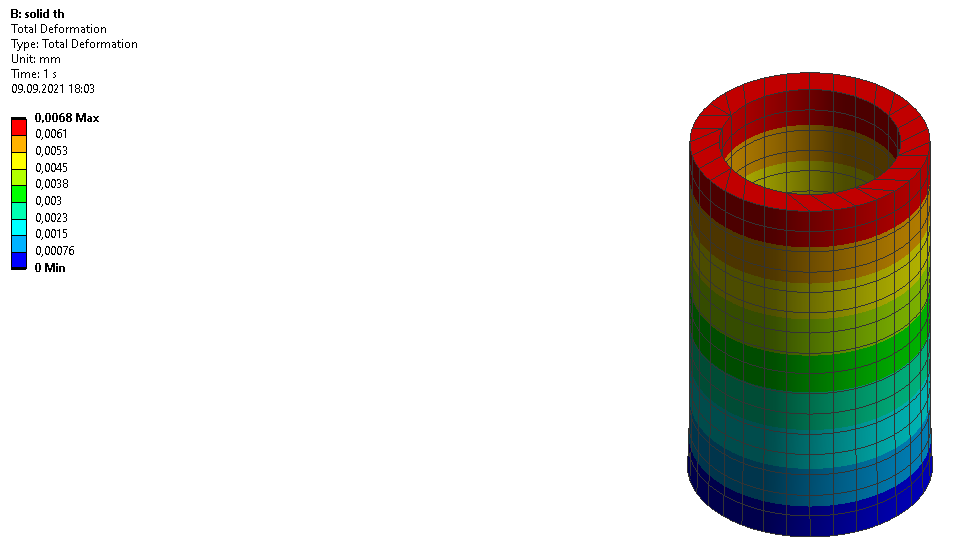 B: solid th
Total Deformation
Type: Total Deformation
Unit: mm
Time: 1 s
09.09.2021 18:03
0,0068 Max
0,0061
0,0053
0,0045
0,0038
0,003
0,0023
0,0015
0,00076
0 Min